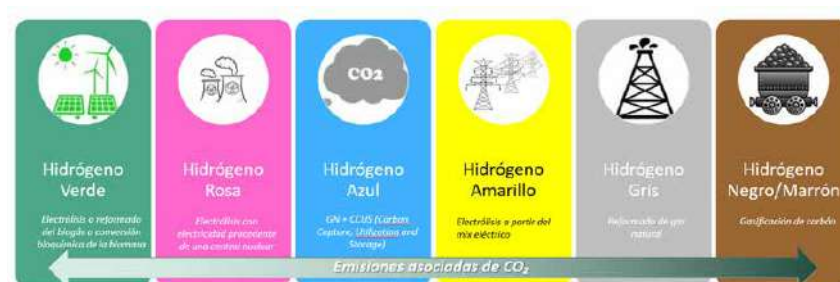 CO2
Hidrógeno
Verde
Electrólisis o reformado
del biogás o conversión
bioquímica de la biomasa
Hidrógeno
Rosa
Electrólisis con
electricidad procedente
de una central nuclear
Hidrógeno
Azul
GN + CCUS (Carbon
Capture, Utilization and
Storage)
Hidrógeno
Amarillo
Electrólisis a partir del
mix eléctrico
Hidrógeno
Gris
Reformado de gas
natural
Hidrógeno
Negro/Marrón
Gasificación de carbón
Emisiones asociadas de CO₂